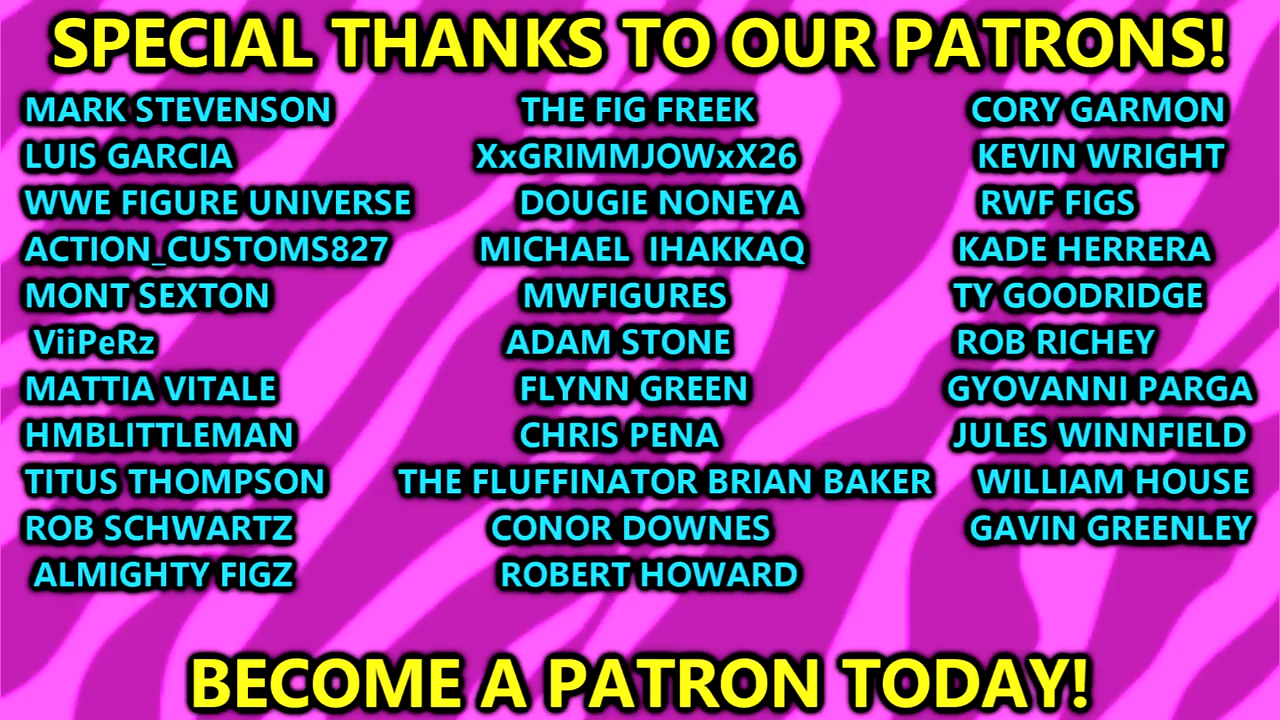 SPECIAL THANKS TO OUR PATRONS!
MARK STEVENSON THE FIG FREEK CORY GARMON
LUIS GARCIA XxGRIMMJOWxX26 KEVIN WRIGHT
WWE FIGURE UNIVERSE DOUGIE NONEYA RWF FIGS
ACTION_CUSTOMS827 MICHAEL IHAKKAQ KADE HERRERA
MONT SEXTON MWFIGURES TY GOODRIDGE
ViiPeRz ADAM STONE ROB RICHEY
MATTIA VITALE FLYNN GREEN GYOVANNI PARGA
HMBLITTLEMAN CHRIS PENA JULES WINNFIELD
TITUS THOMPSON THE FLUFFINATOR BRIAN BAKER WILLIAM HOUSE
ROB SCHWARTZ CONOR DOWNES GAVIN GREENLEY
ALMIGHTY FIGZ ROBERT HOWARD
BECOME A PATRON TODAY!